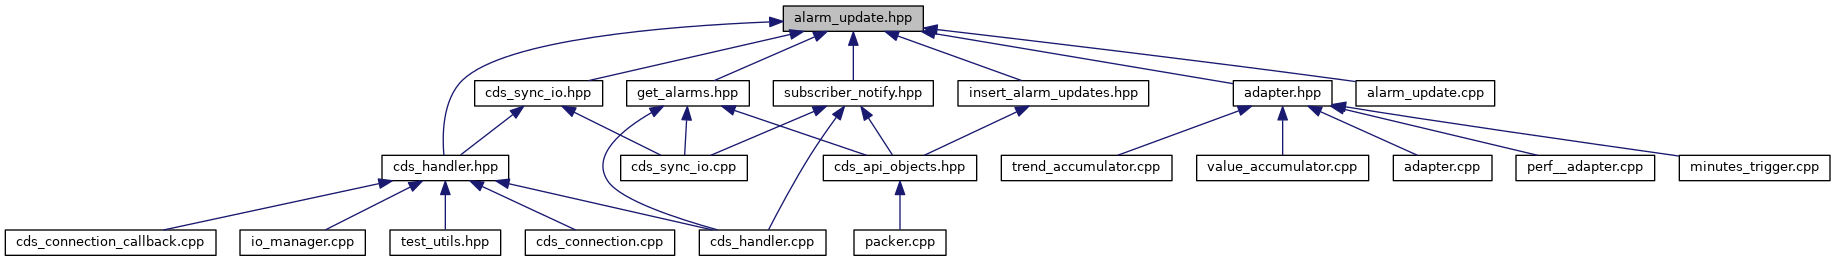 alarm_update.hpp
cds_sync_io.hpp
get_alarms.hpp
subscriber_notify.hpp
insert_alarm_updates.hpp
adapter.hpp
alarm_update.cpp
cds_handler.hpp
cds_sync_io.cpp
cds_api_objects.hpp
trend_accumulator.cpp
value_accumulator.cpp
adapter.cpp
perf__adapter.cpp
minutes_trigger.cpp
cds_connection_callback.cpp
io_manager.cpp
test_utils.hpp
cds_connection.cpp
cds_handler.cpp
packer.cpp